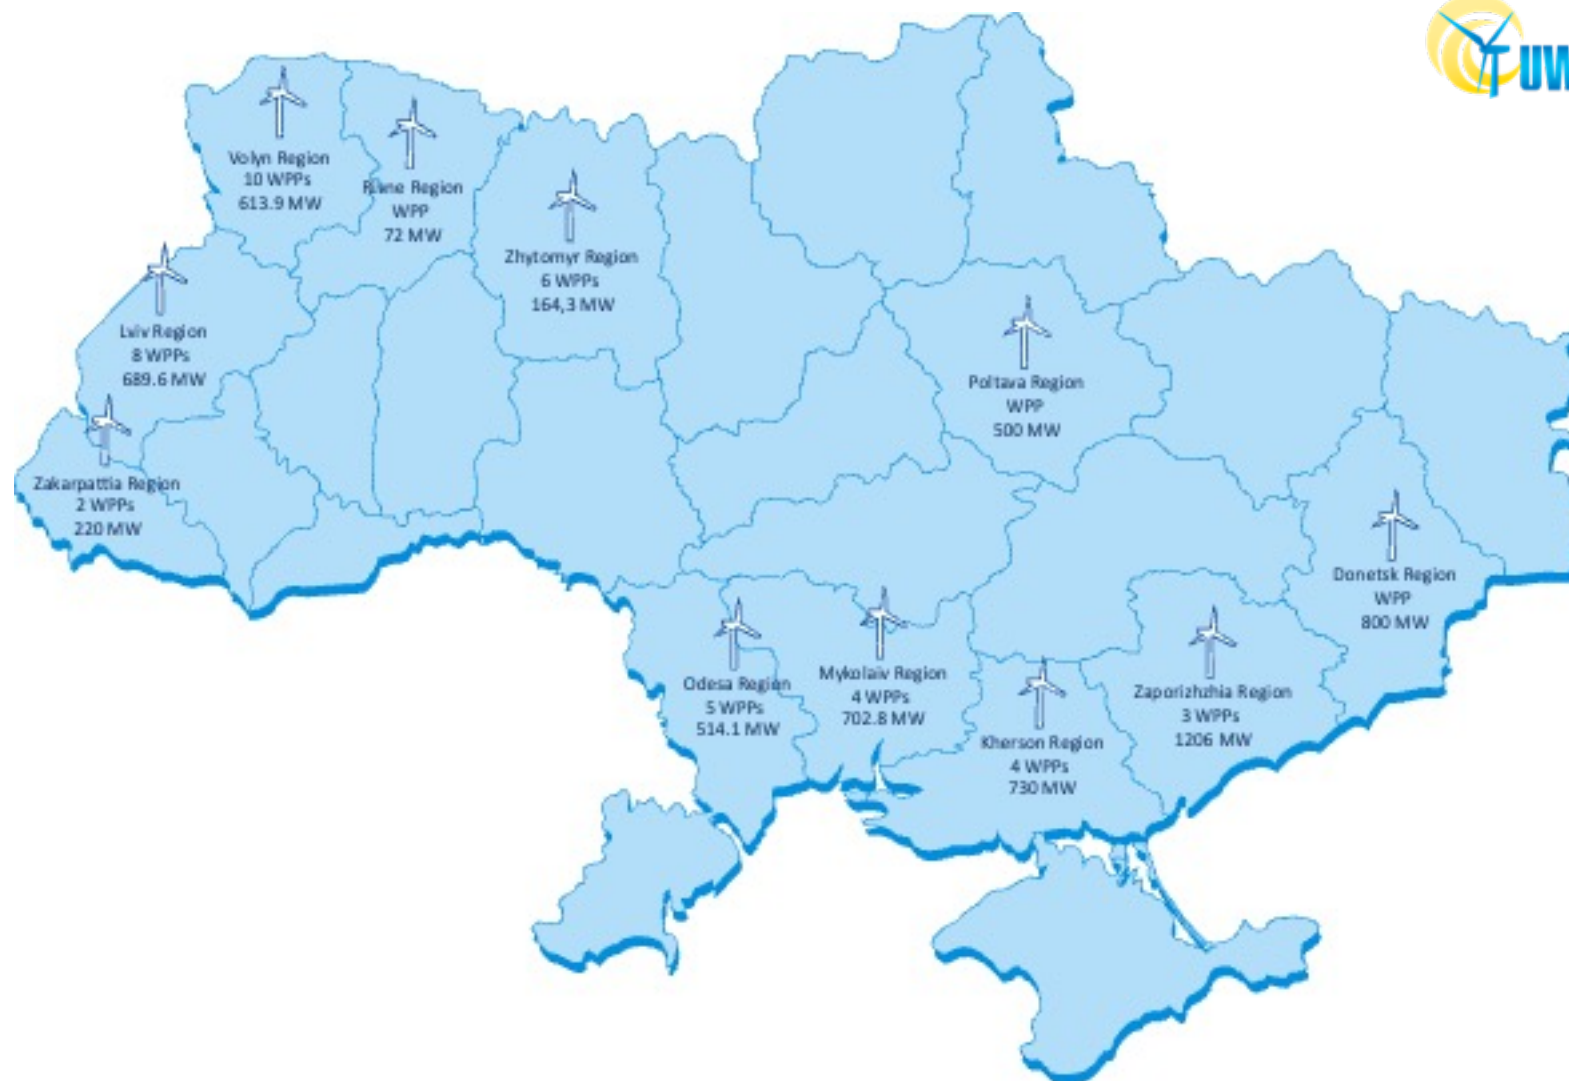 UW
Volyn Region
10 WPPs
613.9 MW
Rivne Region
WPP
72 MW
Zhytomyr Region
6 WPPs
164,3 MW
Lviv Region
8 WPPs
689.6 MW
Poltava Region
WPP
500 MW
Zakarpattia Region
2 WPPs
220 MW
Donetsk Region
WPP
800 MW
Odesa Region
5 WPPs
514.1 MW
Mykolaiv Region
4 WPPs
702.8 MW
Zaporizhzhia Region
3 WPPs
1206 MW
Kherson Region
4 WPPs
730 MW